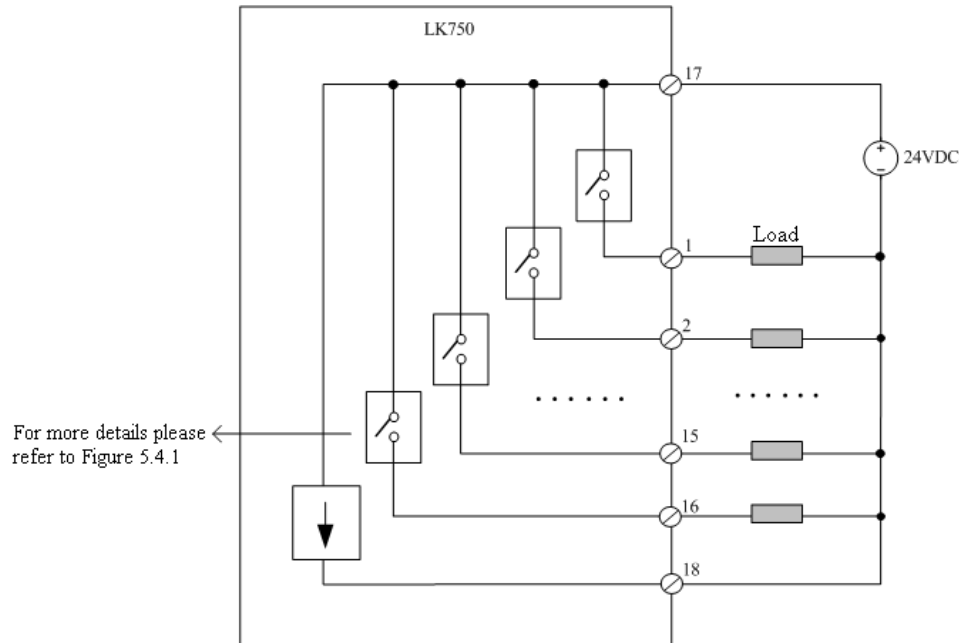 LK750
17
+
−
24VDC
Load
1
2
. . . . . .
. . . . . .
15
For more details please
refer to Figure 5.4.1
16
18